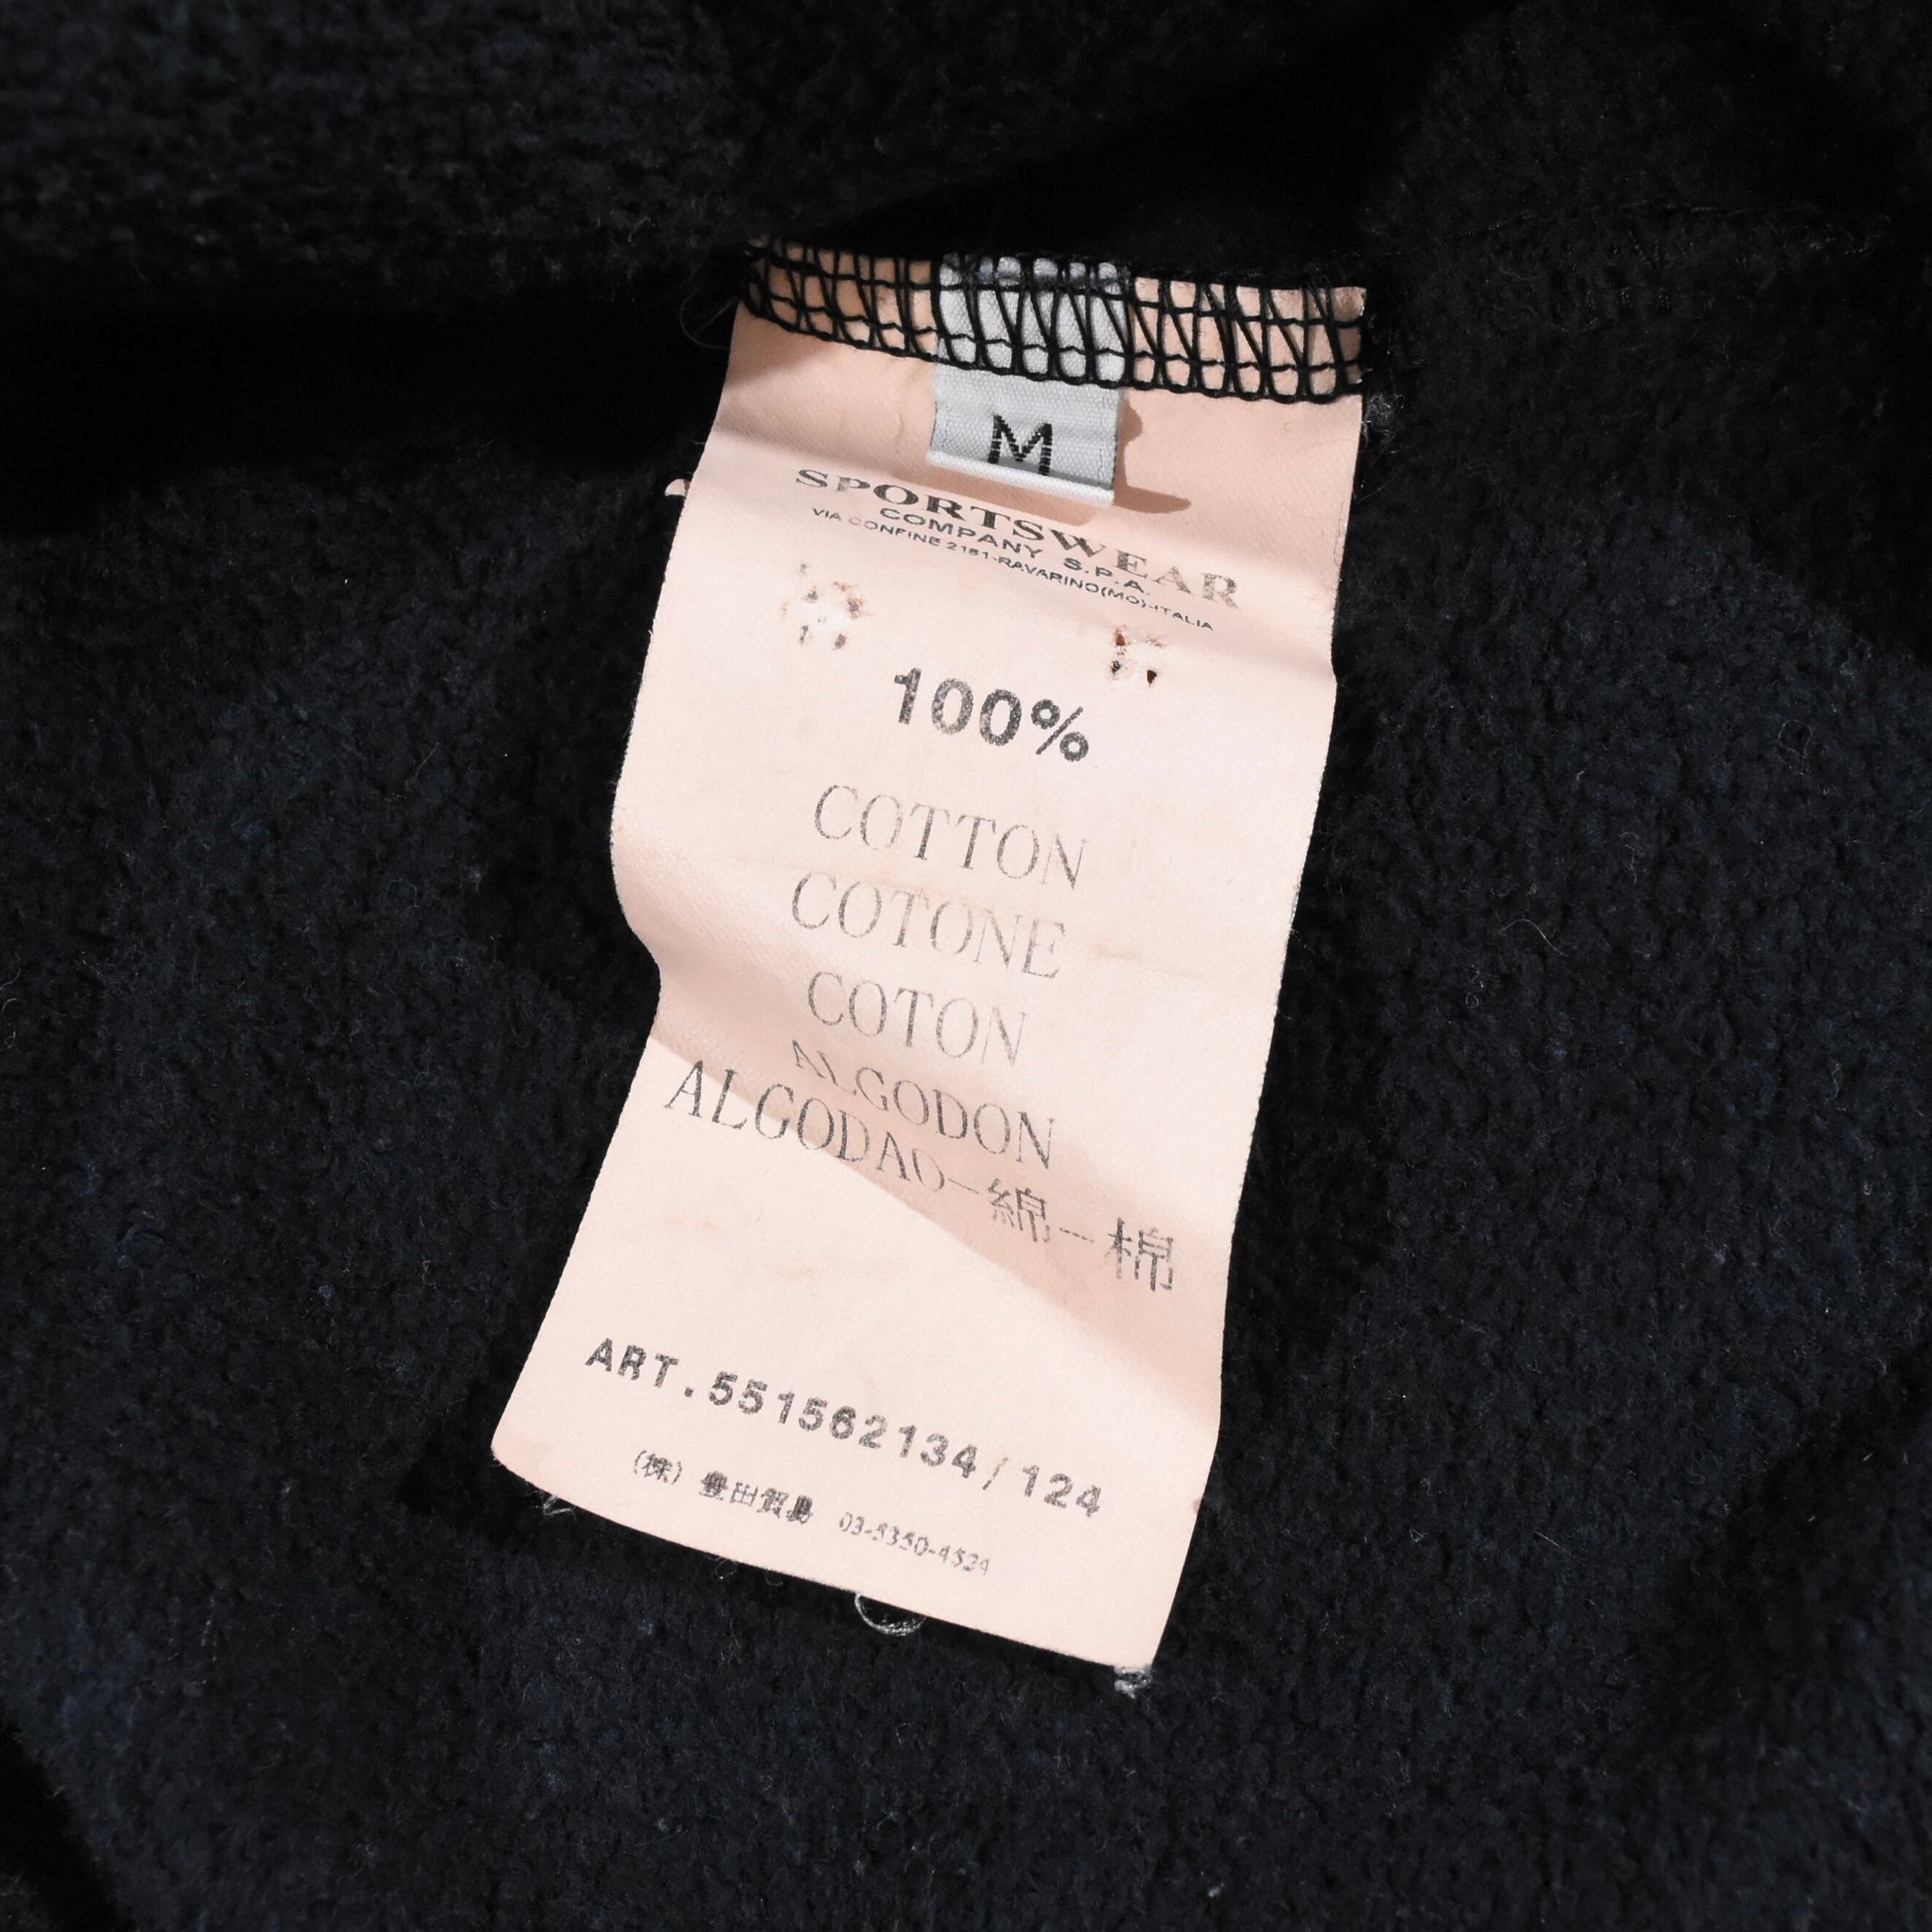 M
SPORTSWEAR
COMPANY S.P.A.
VIA CONFINE 2161-RAVARINO(MO)-ITALIA
100%
COTTON
COTONE
COTON
ALGODON
ALGODAO-綿-棉
ART.551562134/124
(株) 豊田貿島 03-5350-4524